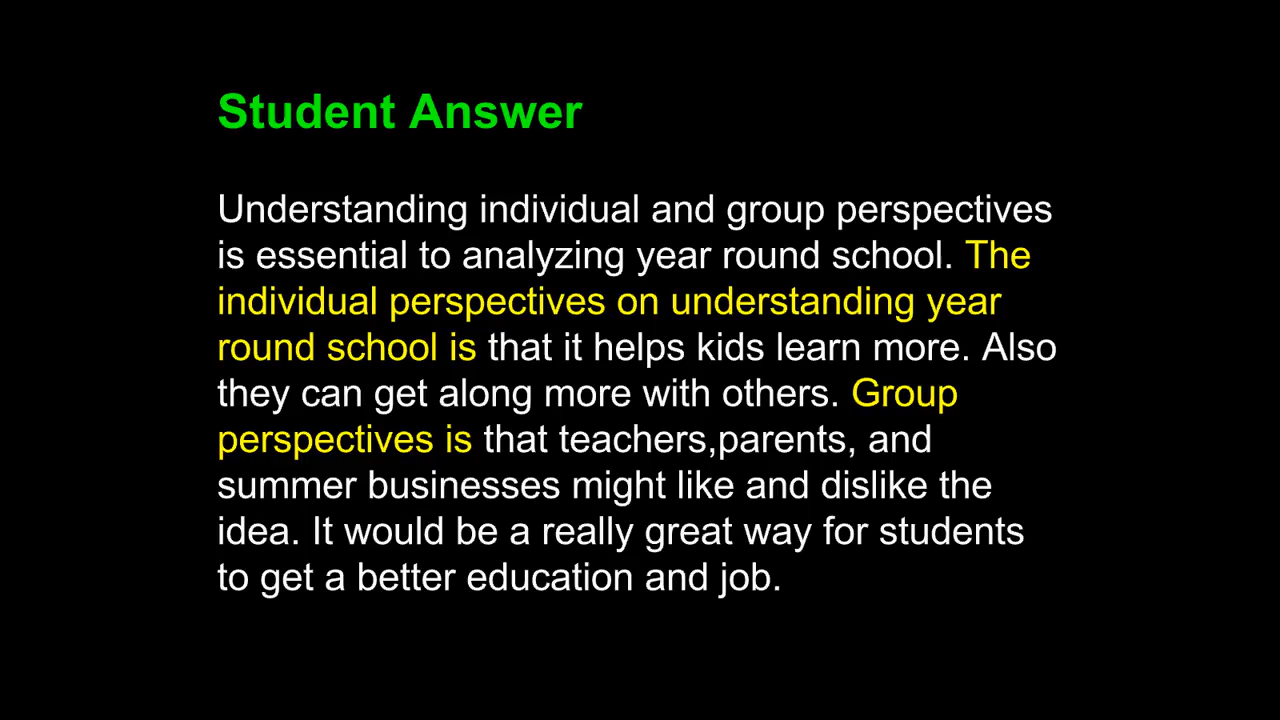 Student Answer
Understanding individual and group perspectives
is essential to analyzing year round school. The
individual perspectives on understanding year
round school is that it helps kids learn more. Also
they can get along more with others. Group
perspectives is that teachers,parents, and
summer businesses might like and dislike the
idea. It would be a really great way for students
to get a better education and job.